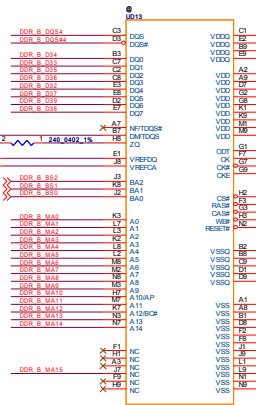 @
UD13
DDR_B_DQS4 C3 DQS VDDQ C1
DDR_B_DQS#4 D3 DQS# VDDQ E2
VDDQ B9
DDR_B_D34 B3 DQ0 VDDQ E9
DDR_B_D33 C7 DQ1
DDR_B_D35 C2 DQ2 VDD A2
DDR_B_D38 C8 DQ3 VDD A9
DDR_B_D32 E3 DQ4 VDD D7
DDR_B_D37 E8 DQ5 VDD G2
DDR_B_D39 D2 DQ6 VDD G8
DDR_B_D36 E7 DQ7 VDD K1
VDD K9
A7 NF/TDQS# VDD M1
B7 DM/TDQS VDD M9
2 1 240_0402_1% H8 ZQ
ODT G1
E1 VREFDQ CK F7
J8 VREFCA CK# G7
CKE G9
DDR_B_BS2 J3 BA2
DDR_B_BS1 K8 BA1
DDR_B_BS0 J2 BA0 CS# H2
RAS# F3
CAS# G3
DDR_B_MA0 K3 A0 WE# H3
DDR_B_MA1 L7 A1 RESET# N2
DDR_B_MA2 L3 A2
DDR_B_MA3 K2 A3
DDR_B_MA4 L8 A4 VSSQ B2
DDR_B_MA5 L2 A5 VSSQ B8
DDR_B_MA6 M8 A6 VSSQ C9
DDR_B_MA7 M2 A7 VSSQ D1
DDR_B_MA8 N8 A8 VSSQ D9
DDR_B_MA9 M3 A9
DDR_B_MA10 H7 A10/AP
DDR_B_MA11 M7 A11 VSS A1
DDR_B_MA12 K7 A12/BC# VSS A8
DDR_B_MA13 N3 A13 VSS B1
DDR_B_MA14 N7 A14 VSS D8
VSS F2
VSS F8
F1 NC VSS J1
H1 NC VSS J9
A3 NC VSS L1
DDR_B_MA15 J7 NC VSS L9
F9 NC VSS N1
H9 NC VSS N9